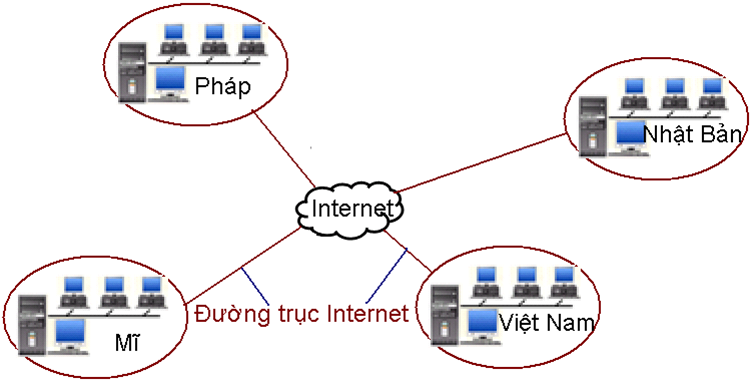 Pháp
Nhật Bản
Internet
Đường trục Internet
Việt Nam
Mĩ